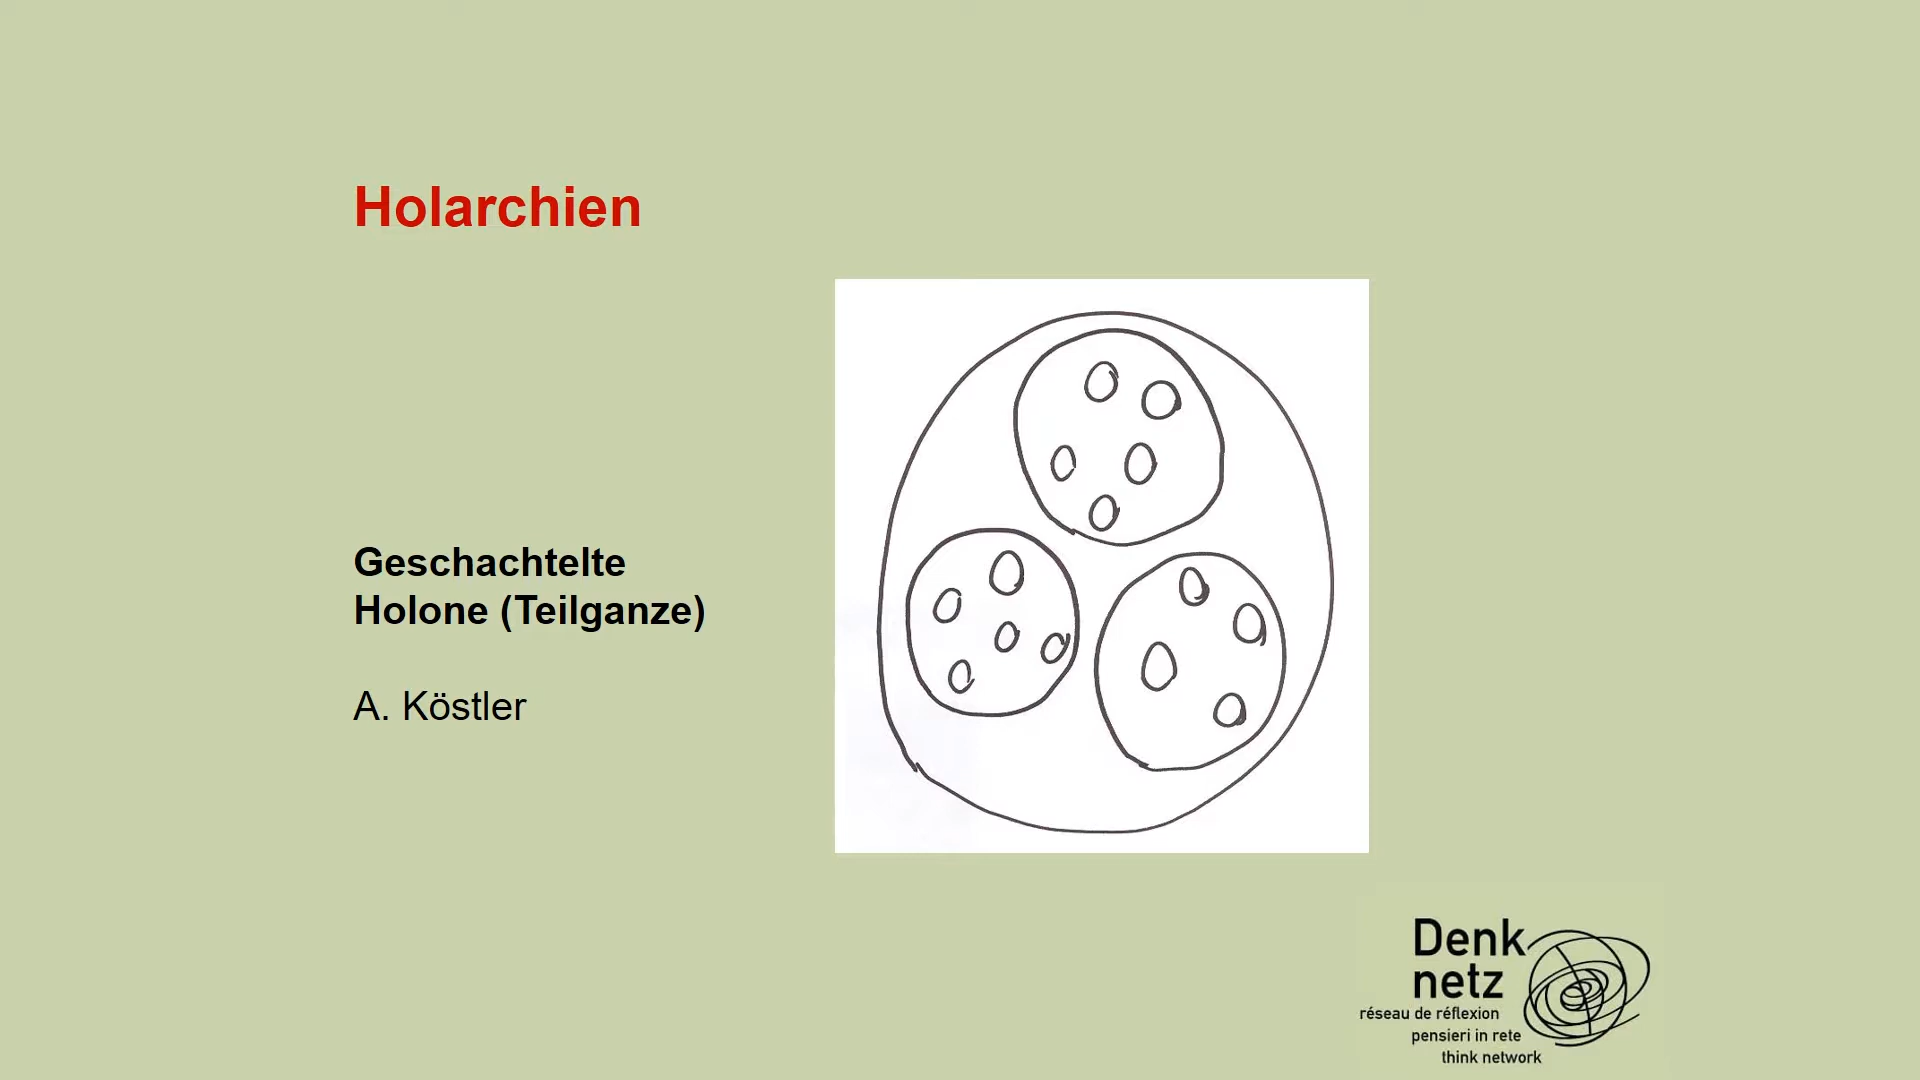 Holarchien
Geschachtelte
Holone (Teilganze)
A. Köstler
Denk
netz
réseau de réflexion
pensieri in rete
think network